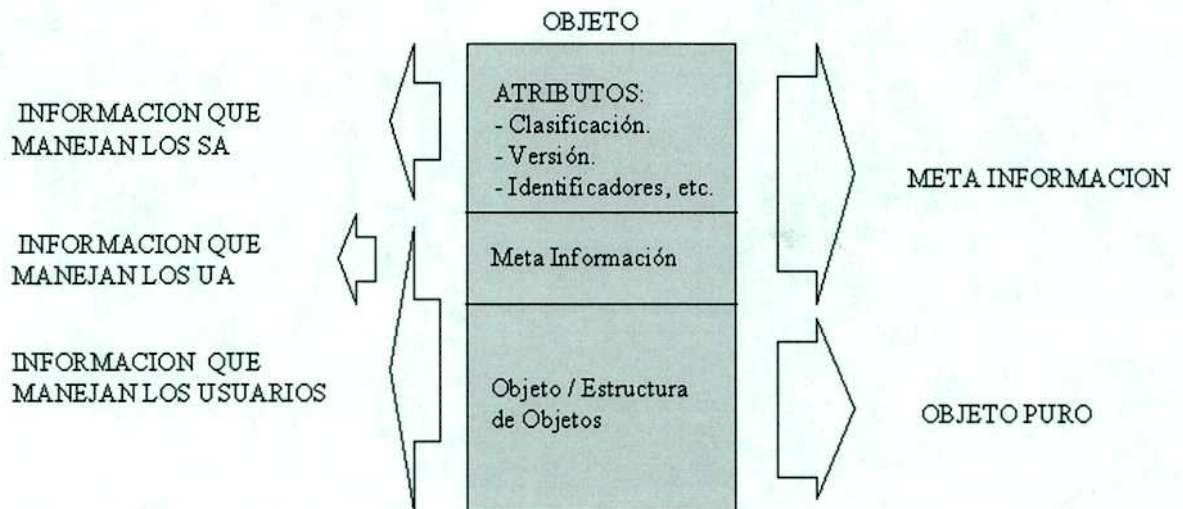 OBJETO
INFORMACION QUE
MANEJAN LOS SA
INFORMACION QUE
MANEJAN LOS UA
INFORMACION QUE
MANEJAN LOS USUARIOS
ATRIBUTOS:
- Clasificación.
- Versión.
- Identificadores, etc.
Meta Información
Objeto / Estructura
de Objetos
META INFORMACION
OBJETO PURO